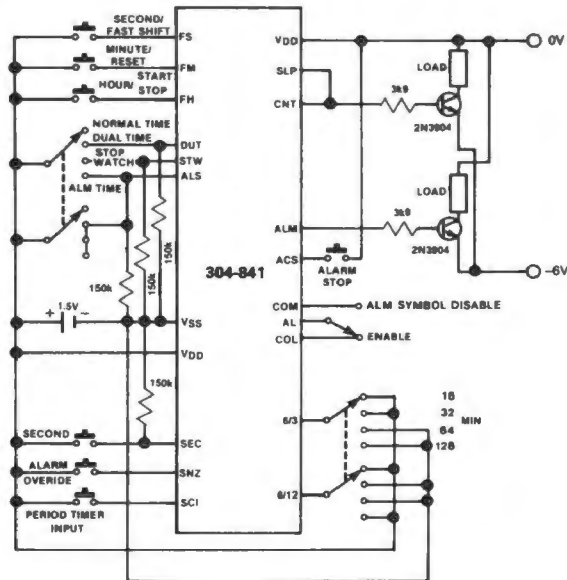 SECOND/
FAST SHIFT
FS
MINUTE/
RESET
FM
START
HOUR/ STOP
FH
NORMAL TIME
DUAL TIME
DUT
STOP
WATCH
STW
ALS
ALM TIME
150k
150k
150k
304-841
+ 1.5V -
VSS
VDD
150k
SECOND
SEC
ALARM
OVERIDE
SNZ
SCI
PERIOD TIMER
INPUT
VDD
0V
SLP
LOAD
CNT
3k9
2N3904
LOAD
ALM
3k9
2N3904
ACS
ALARM
STOP
-6V
COM
ALM SYMBOL DISABLE
AL
ENABLE
COL
16
32
MIN
6/3
64
128
6/12